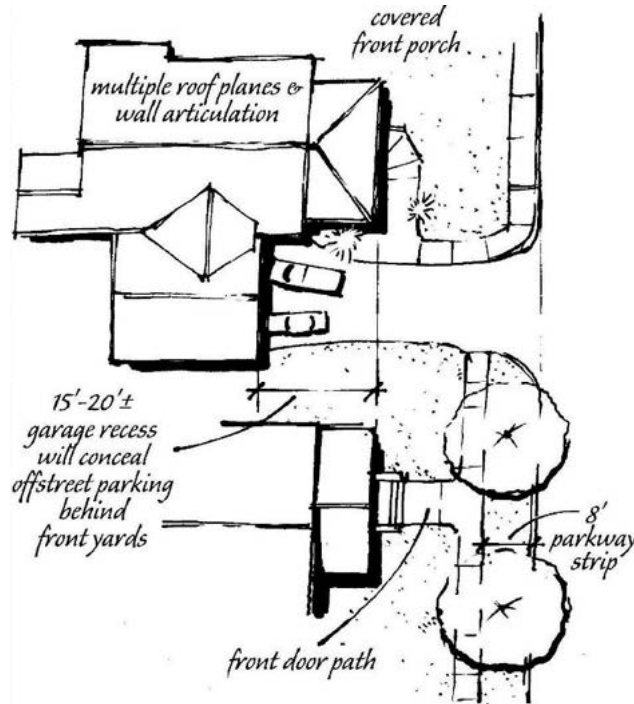 covered
front porch
multiple roof planes &
wall articulation
15'-20'±
garage recess
will conceal
offstreet parking
behind
front yards
8'
parkway
strip
front door path